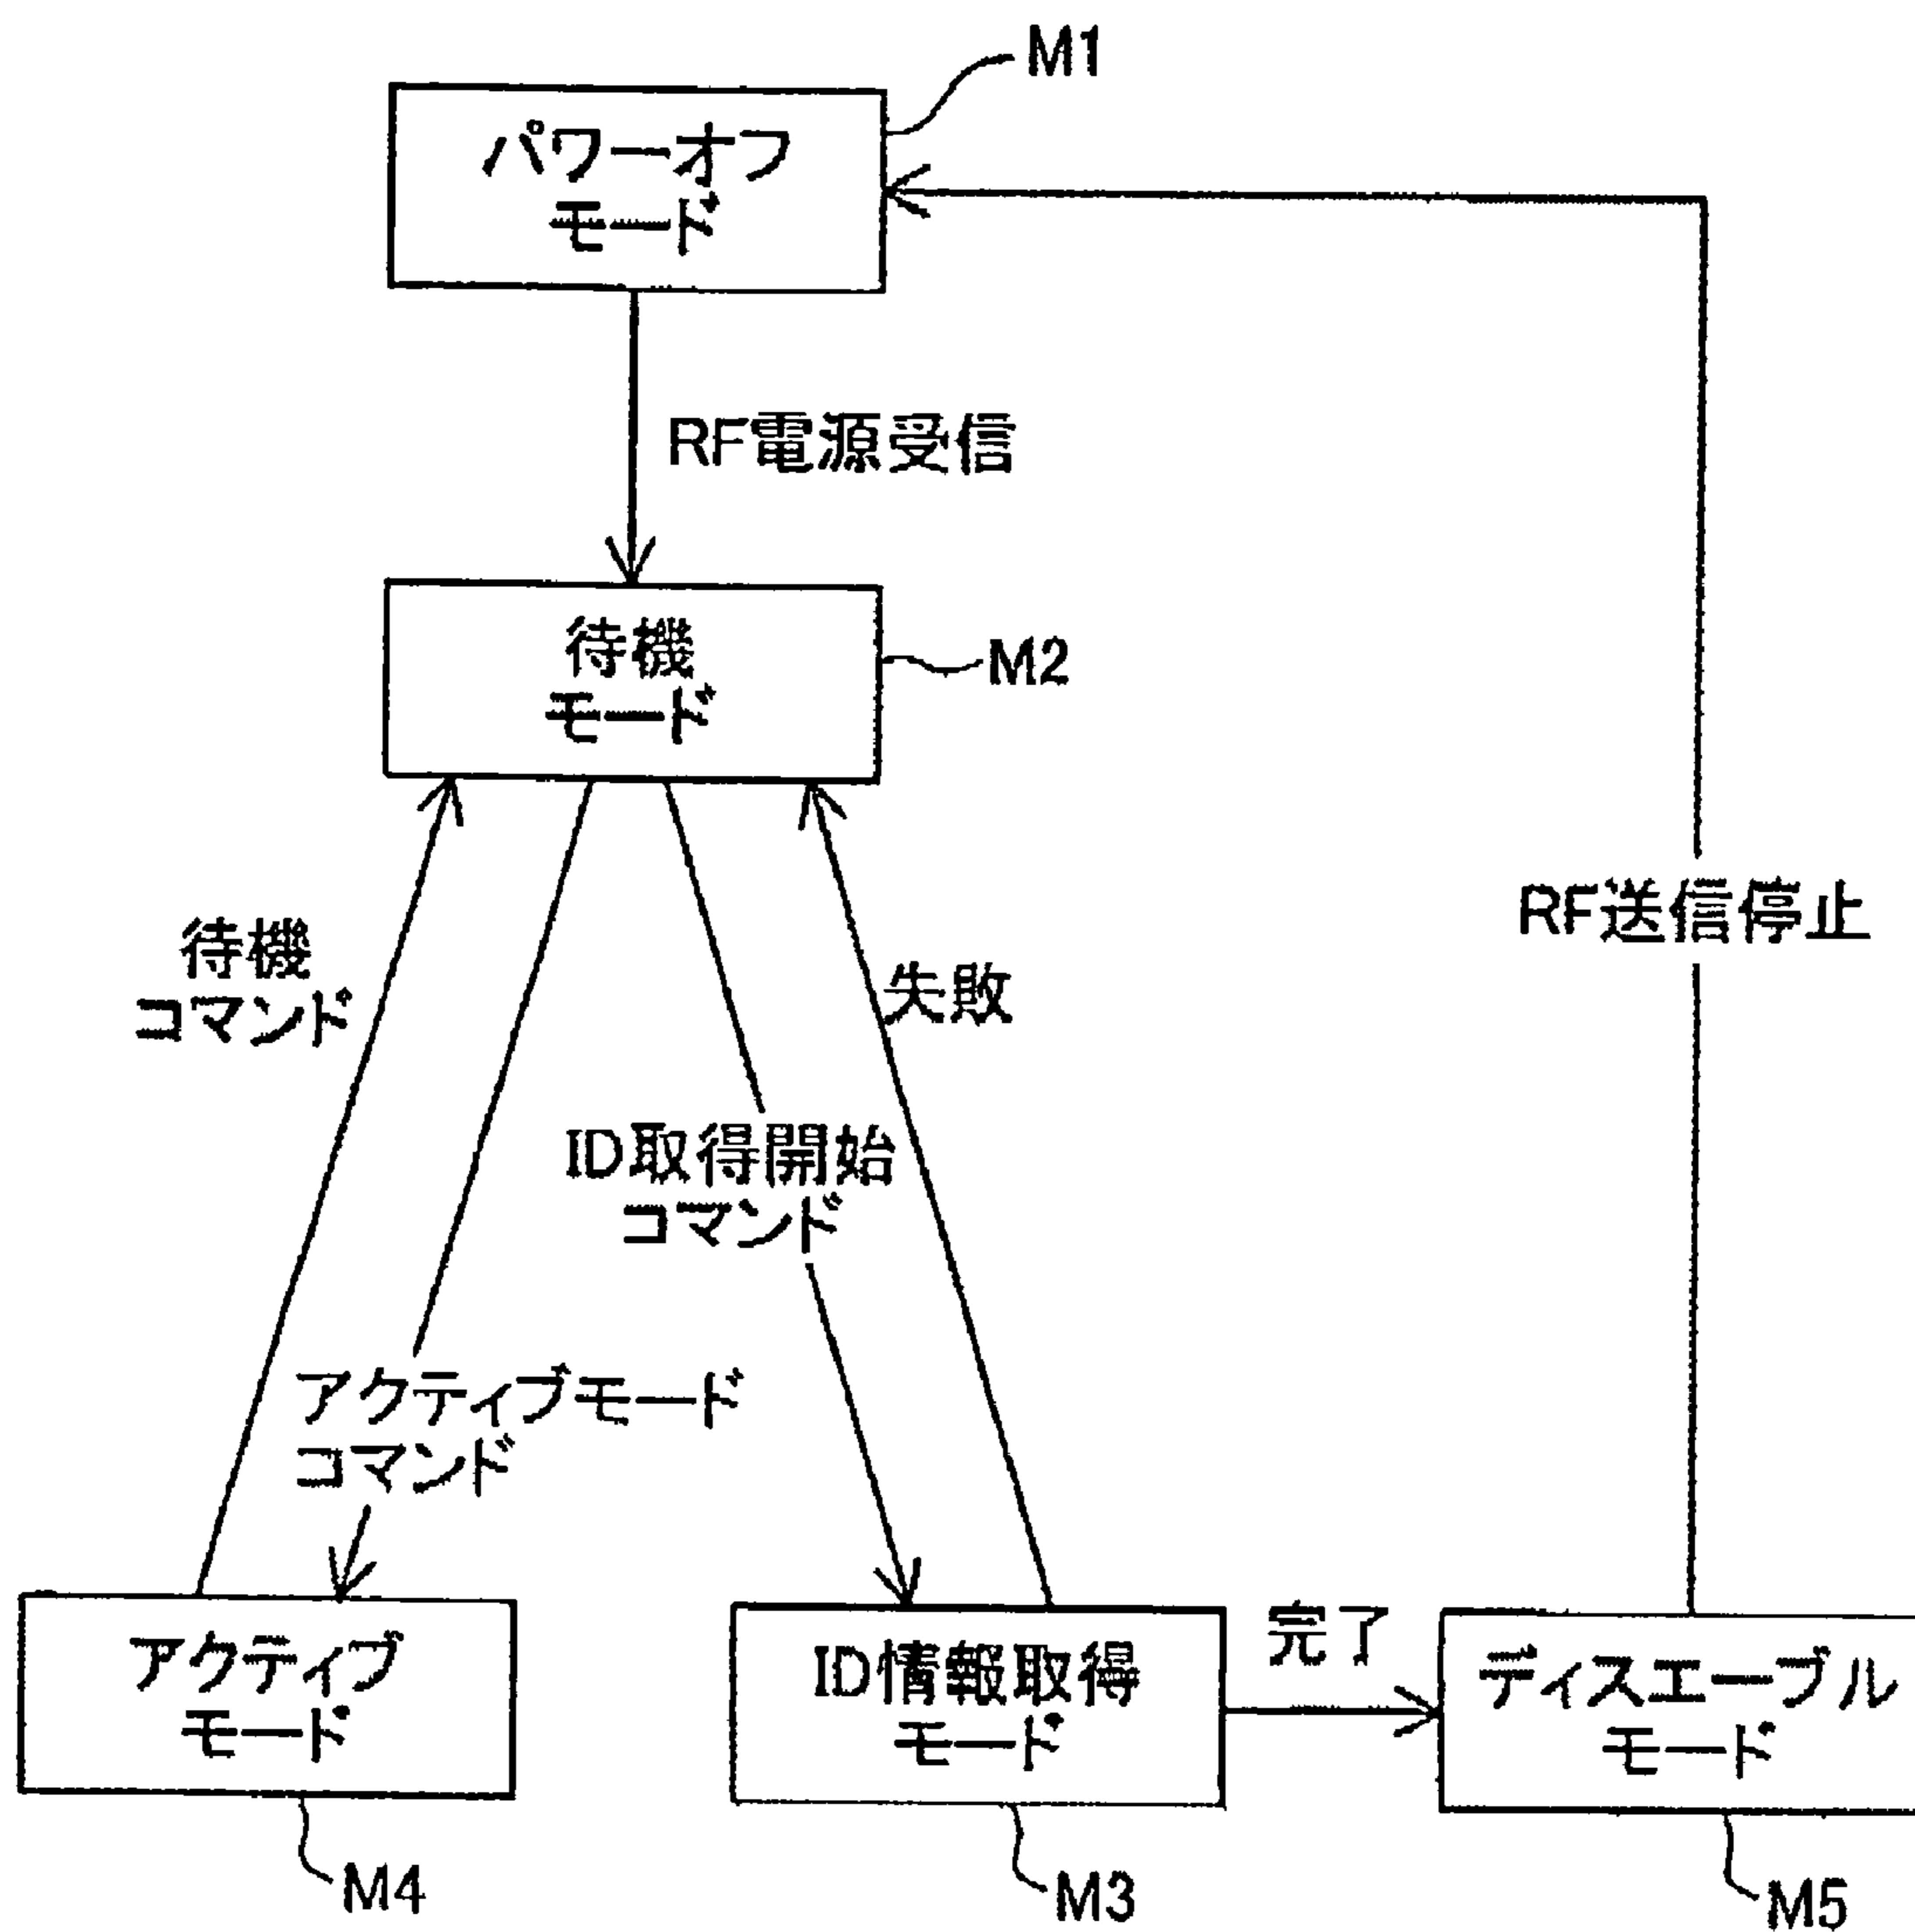 M1
パワーオフ
モード
RF電源受信
待機
モード
M2
待機
コマンド
失敗
RF送信停止
ID取得開始
コマンド
アクティブモード
コマンド
アクティブ
モード
ID情報取得
モード
完了
ディスエーブル
モード
M4
M3
M5